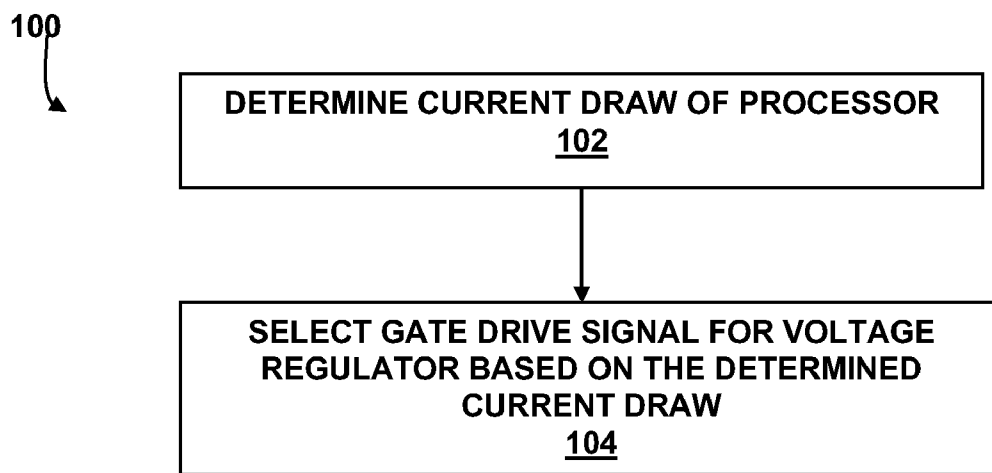 100
DETERMINE CURRENT DRAW OF PROCESSOR
102
SELECT GATE DRIVE SIGNAL FOR VOLTAGE
REGULATOR BASED ON THE DETERMINED
CURRENT DRAW
104